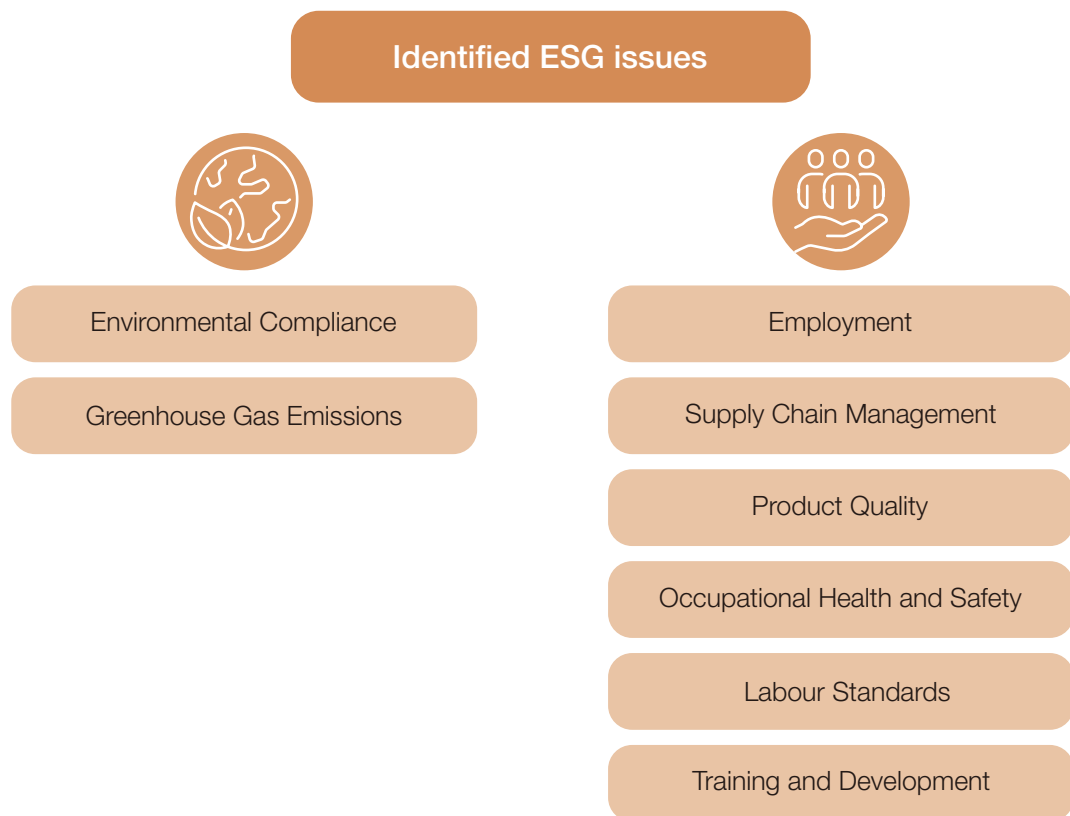 Identified ESG issues
Environmental Compliance
Greenhouse Gas Emissions
Employment
Supply Chain Management
Product Quality
Occupational Health and Safety
Labour Standards
Training and Development